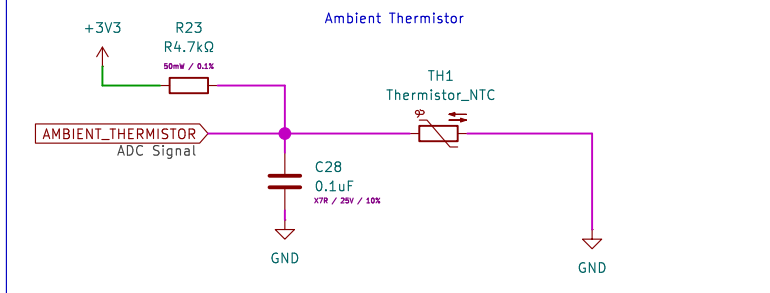 Ambient Thermistor
+3V3
R23
R4.7kΩ
50mW / 0.1%
TH1
Thermistor_NTC
AMBIENT_THERMISTOR
ADC Signal
C28
0.1uF
X7R / 25V / 10%
GND
GND